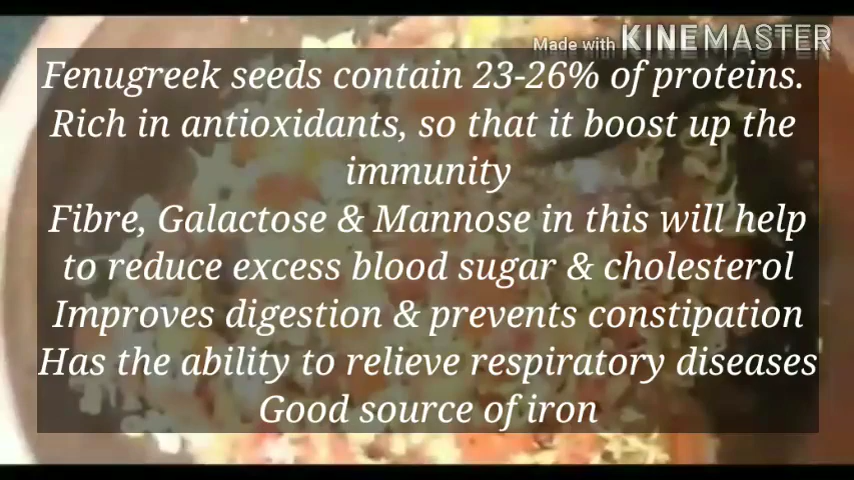 Made with KINEMASTER
Fenugreek seeds contain 23-26% of proteins.
Rich in antioxidants, so that it boost up the
immunity
Fibre, Galactose & Mannose in this will help
to reduce excess blood sugar & cholesterol
Improves digestion & prevents constipation
Has the ability to relieve respiratory diseases
Good source of iron